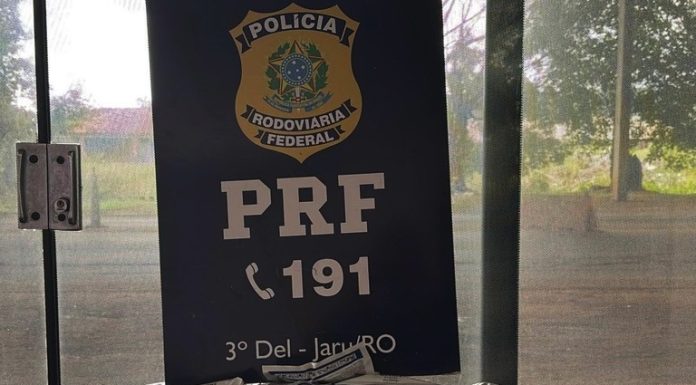 POLÍCIA
RODOVIÁRIA
FEDERAL
PRF
191
3º Del - Jaru/RO